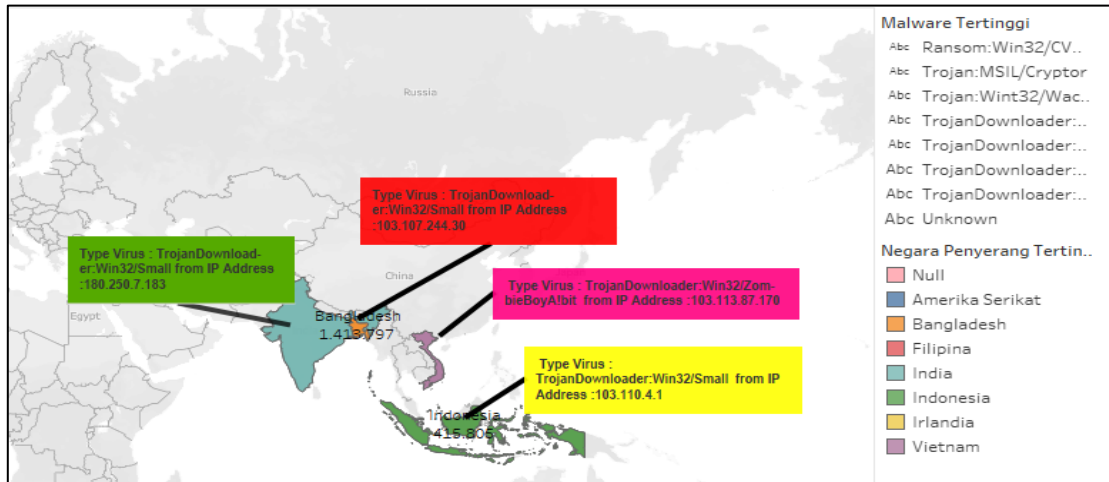 Russia
China
Egypt
Type Virus : TrojanDownload-
er:Win32/Small from IP Address
:103.107.244.30
Type Virus : TrojanDownload-
er:Win32/Small from IP Address
:180.250.7.183
Type Virus : TrojanDownloader:Win32/Zom-
bieBoyA!bit from IP Address :103.113.87.170
Bangladesh
1.413.797
Type Virus :
TrojanDownloader:Win32/Small from IP
Address :103.110.4.1
Indonesia
415.805
Malware Tertinggi
Abc Ransom:Win32/CV..
Abc Trojan:MSIL/Cryptor
Abc Trojan:Wint32/Wac..
Abc TrojanDownloader:..
Abc TrojanDownloader:..
Abc TrojanDownloader:..
Abc TrojanDownloader:..
Abc Unknown
Negara Penyerang Tertin..
Null
Amerika Serikat
Bangladesh
Filipina
India
Indonesia
Irlandia
Vietnam